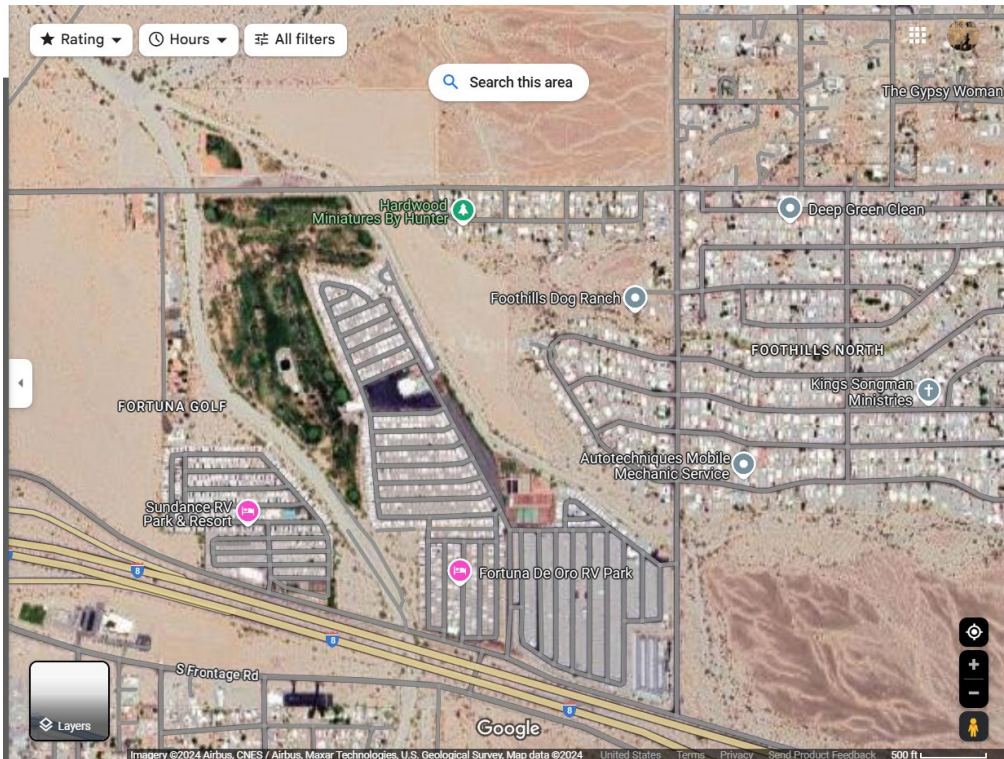 Rating
Hours
All filters
Search this area
The Gypsy Woman
Hardwood
Miniatures By Hunter
Deep Green Clean
Foothills Dog Ranch
FOOTHILLS NORTH
Kings Songman
Ministries
FORTUNA GOLF
Autotechniques Mobile
Mechanic Service
Sundance RV
Park & Resort
8
Fortuna De Oro RV Park
8
S Frontage Rd
8
Layers
Google
Imagery ©2024 Airbus, CNES / Airbus, Maxar Technologies, U.S. Geological Survey, Map data ©2024 United States Terms Privacy Send Product Feedback 500 ft